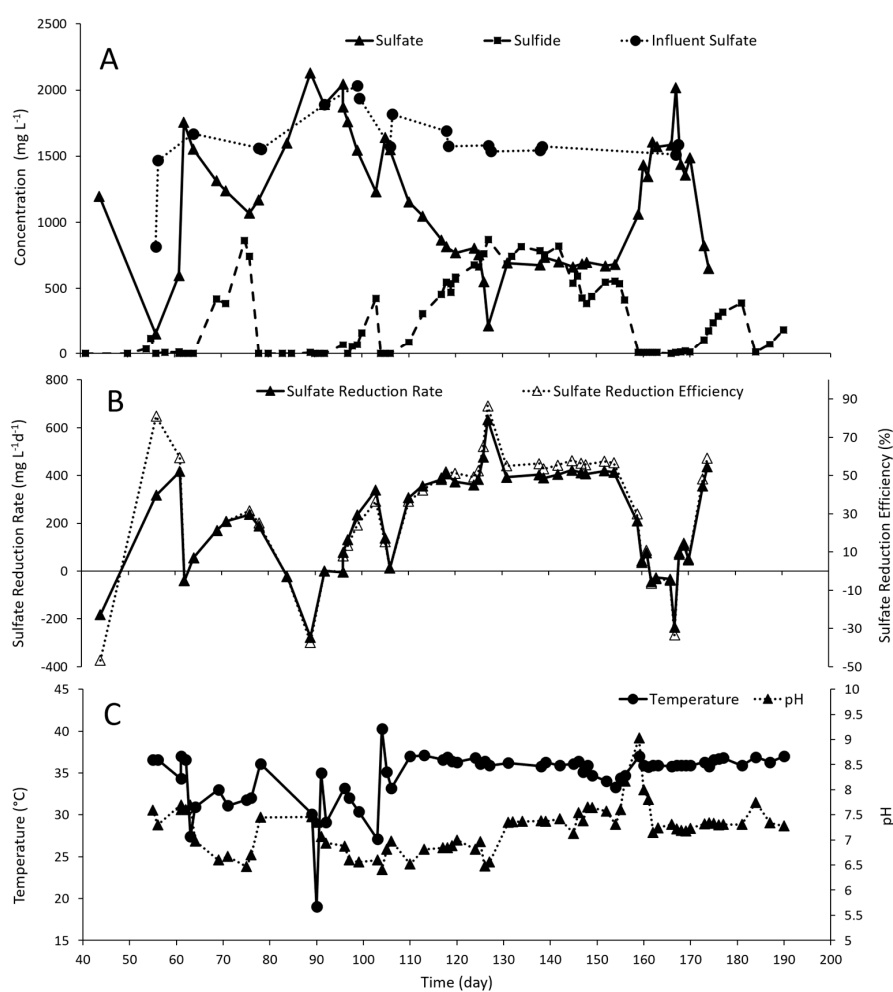 2500
2000
1500
1000
500
0
Concentration (mg L-1)
A
Sulfate
Sulfide
Influent Sulfate
800
600
400
200
0
-200
-400
Sulfate Reduction Rate (mg L-1d-1)
B
Sulfate Reduction Rate
Sulfate Reduction Efficiency
90
70
50
30
10
-10
-30
-50
Sulfate Reduction Efficiency (%)
45
40
35
30
25
20
15
Temperature (°C)
C
Temperature
pH
10
9.5
9
8.5
8
7.5
7
6.5
6
5.5
5
pH
40 50 60 70 80 90 100 110 120 130 140 150 160 170 180 190 200
Time (day)